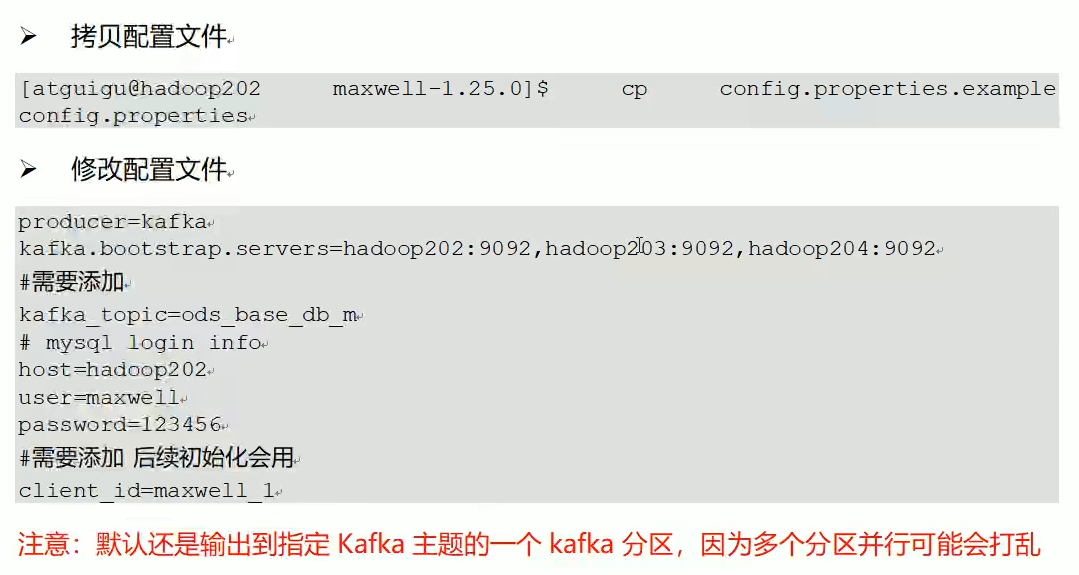 ➢ 拷贝配置文件
[atguigu@hadoop202 maxwell-1.25.0]$ cp config.properties.example
config.properties
➢ 修改配置文件
producer=kafka
kafka.bootstrap.servers=hadoop202:9092,hadoop203:9092,hadoop204:9092
#需要添加
kafka_topic=ods_base_db_m
# mysql login info
host=hadoop202
user=maxwell
password=123456
#需要添加 后续初始化会用
client_id=maxwell_1
注意：默认还是输出到指定 Kafka 主题的一个 kafka 分区，因为多个分区并行可能会打乱